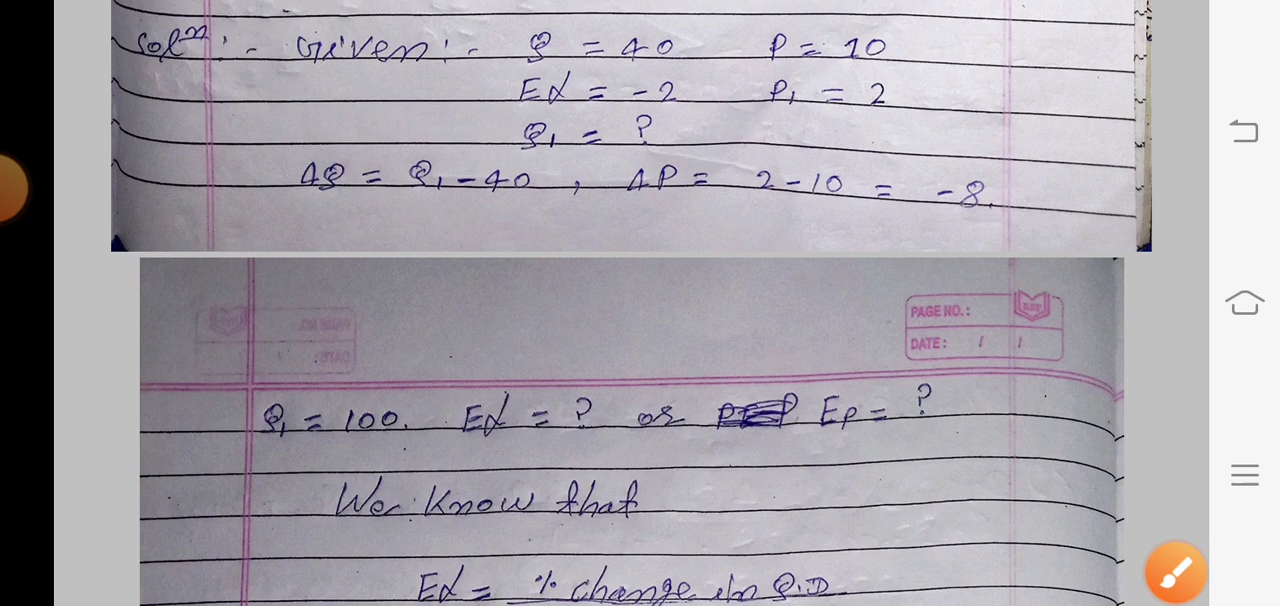 Solⁿ :- Given :- Q = 40 P = 10
Ed = -2 P₁ = 2
Q₁ = ?
ΔQ = Q₁ - 40 , ΔP = 2 - 10 = -8.
PAGE NO.:
DATE: / /
Q₁ = 100. Ed = ? or Ep = ?
We know that
Ed = % change in Q.D